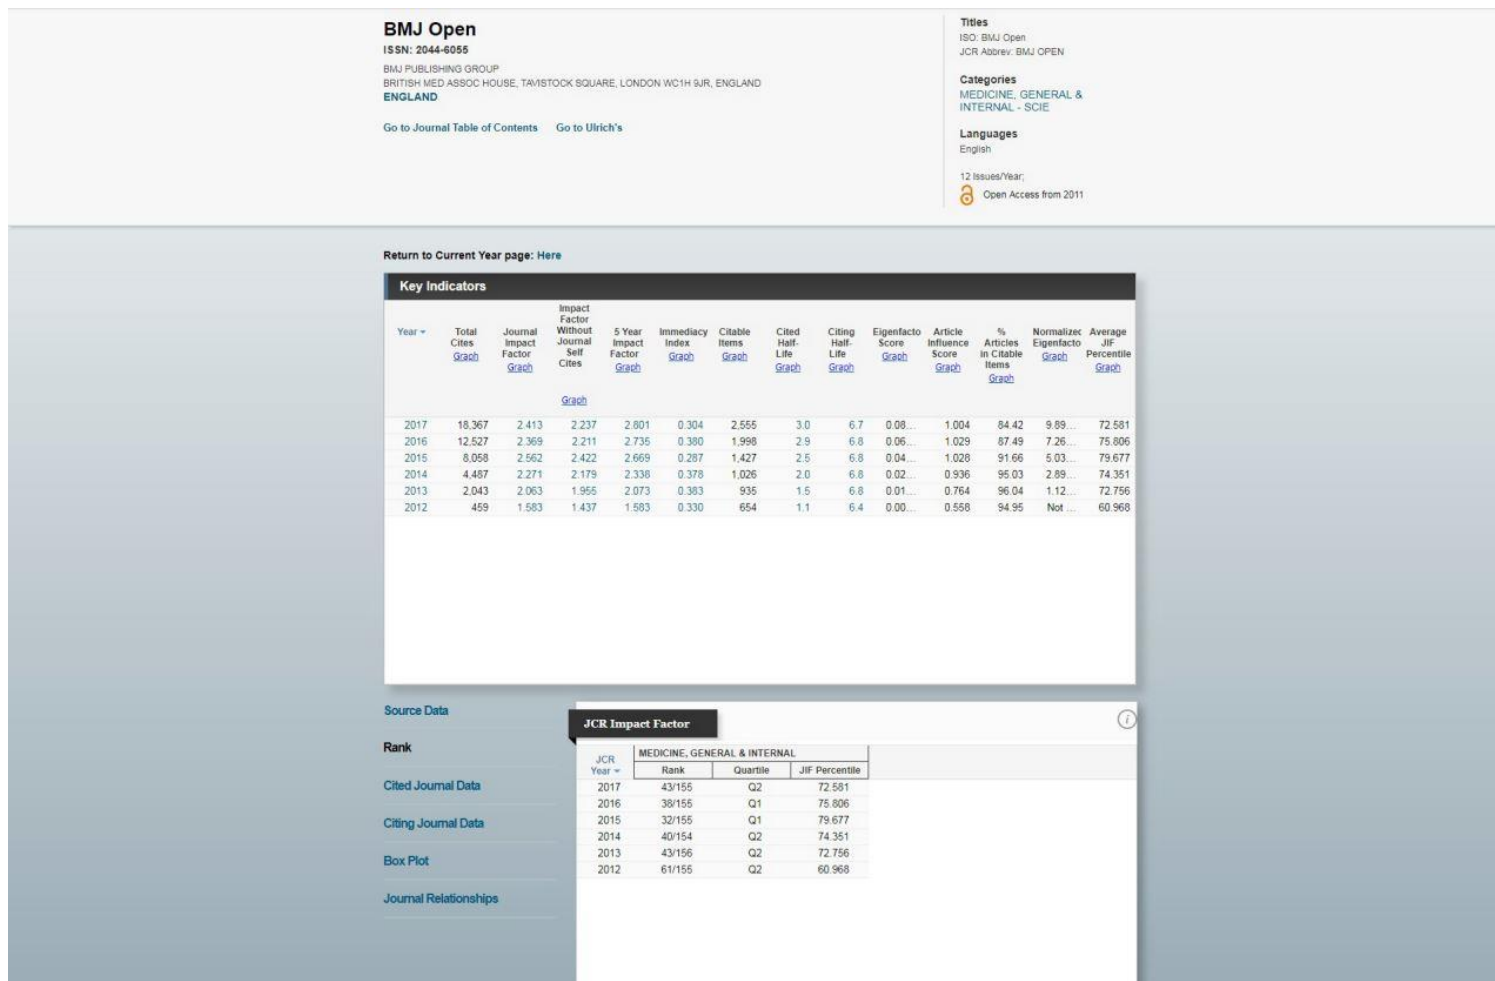 BMJ Open
ISSN: 2044-6055
BMJ PUBLISHING GROUP
BRITISH MED ASSOC HOUSE, TAVISTOCK SQUARE, LONDON WC1H 9JR, ENGLAND
ENGLAND
Go to Journal Table of Contents Go to Ulrich's
Titles
ISO: BMJ Open
JCR Abbrev: BMJ OPEN
Categories
MEDICINE, GENERAL &
INTERNAL - SCIE
Languages
English
12 Issues/Year;
Open Access from 2011
Return to Current Year page: Here
Key Indicators
Year Total Cites Graph Journal Impact Factor Graph Impact Factor Without Journal Self Cites Graph 5 Year Impact Factor Graph Immediacy Index Graph Citable Items Graph Cited Half-Life Graph Citing Half-Life Graph Eigenfacto Score Graph Article Influence Score Graph % Articles in Citable Items Graph Normalizec Eigenfacto Graph Average JIF Percentile Graph
2017 18,367 2.413 2.237 2.801 0.304 2,555 3.0 6.7 0.08... 1.004 84.42 9.89... 72.581
2016 12,527 2.369 2.211 2.735 0.380 1,998 2.9 6.8 0.06... 1.029 87.49 7.26... 75.806
2015 8,058 2.562 2.422 2.669 0.287 1,427 2.5 6.8 0.04... 1.028 91.66 5.03... 79.677
2014 4,487 2.271 2.179 2.338 0.378 1,026 2.0 6.8 0.02... 0.936 95.03 2.89... 74.351
2013 2,043 2.063 1.955 2.073 0.383 935 1.5 6.8 0.01... 0.764 96.04 1.12... 72.756
2012 459 1.583 1.437 1.583 0.330 654 1.1 6.4 0.00... 0.558 94.95 Not ... 60.968
Source Data
Rank
Cited Journal Data
Citing Journal Data
Box Plot
Journal Relationships
JCR Impact Factor
i
JCR Year MEDICINE, GENERAL & INTERNAL
Rank Quartile JIF Percentile
2017 43/155 Q2 72.581
2016 38/155 Q1 75.806
2015 32/155 Q1 79.677
2014 40/154 Q2 74.351
2013 43/156 Q2 72.756
2012 61/155 Q2 60.968